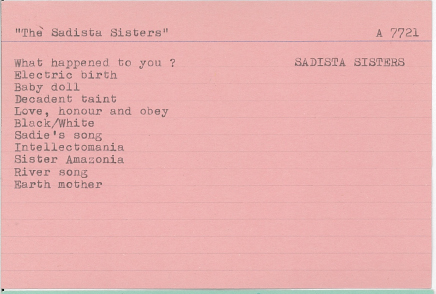 "The Sadista Sisters" A 7721
What happened to you ? SADISTA SISTERS
Electric birth
Baby doll
Decadent taint
Love, honour and obey
Black/White
Sadie's song
Intellectomania
Sister Amazonia
River song
Earth mother